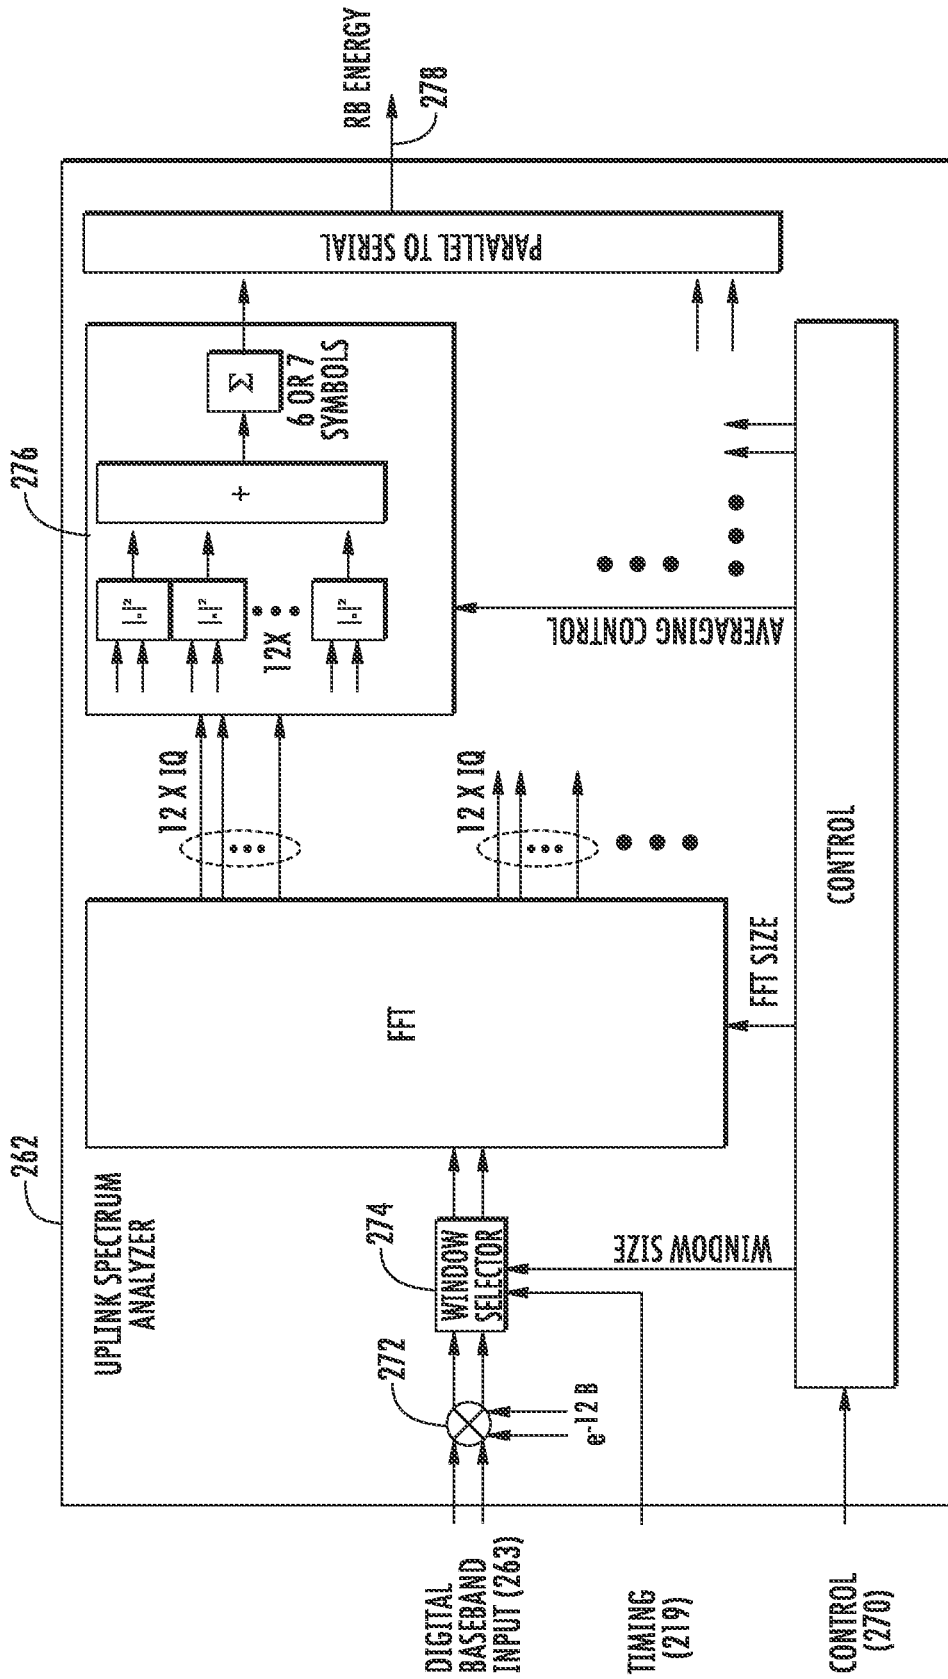 262
UPLINK SPECTRUM
ANALYZER
276
12 X IQ
|·|²
|·|²
12X
|·|²
+
Σ
6 OR 7
SYMBOLS
PARALLEL TO SERIAL
RB ENERGY
278
272
274
WINDOW
SELECTOR
FFT
12 X IQ
DIGITAL
BASEBAND
INPUT (263)
TIMING
(219)
CONTROL
(270)
WINDOW SIZE
FFT SIZE
AVERAGING CONTROL
CONTROL